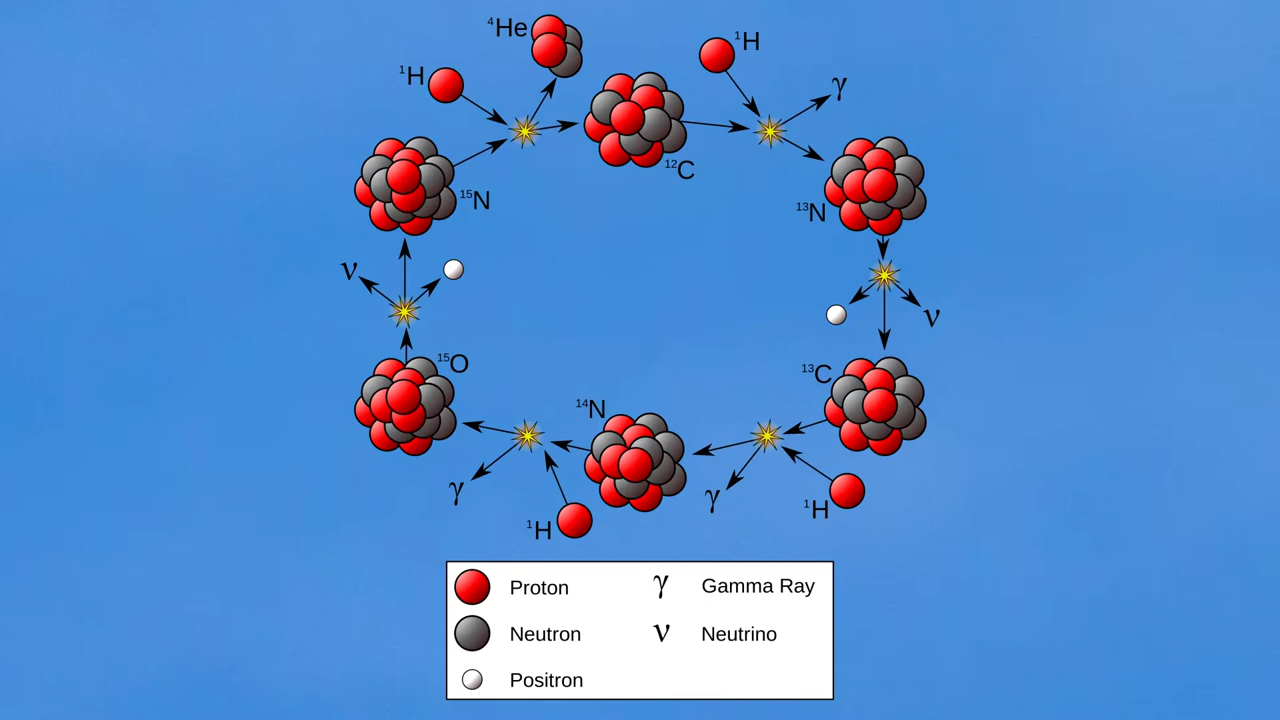 ⁴He
¹H
¹H
γ
¹²C
¹⁵N
¹³N
ν
ν
¹⁵O
¹³C
¹⁴N
γ
γ
¹H
¹H
Proton γ Gamma Ray
Neutron ν Neutrino
Positron